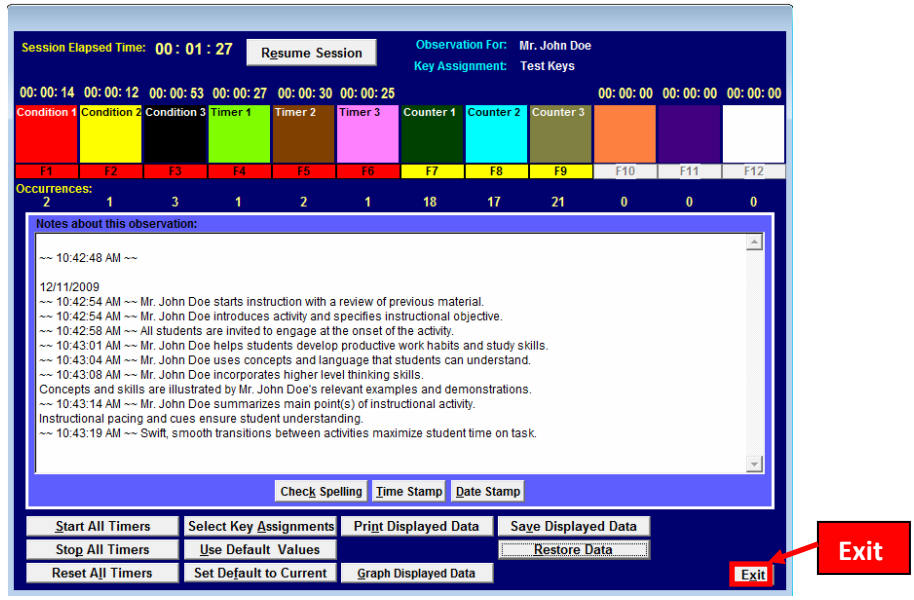 Session Elapsed Time: 00: 01: 27 Resume Session Observation For: Mr. John Doe
Key Assignment: Test Keys
00: 00: 14 00: 00: 12 00: 00: 53 00: 00: 27 00: 00: 30 00: 00: 25 00: 00: 00 00: 00: 00 00: 00: 00
Condition 1 Condition 2 Condition 3 Timer 1 Timer 2 Timer 3 Counter 1 Counter 2 Counter 3
F1 F2 F3 F4 F5 F6 F7 F8 F9 F10 F11 F12
Occurrences:
2 1 3 1 2 1 18 17 21 0 0 0
Notes about this observation:
~~ 10:42:48 AM ~~
12/11/2009
~~ 10:42:54 AM ~~ Mr. John Doe starts instruction with a review of previous material.
~~ 10:42:54 AM ~~ Mr. John Doe introduces activity and specifies instructional objective.
~~ 10:42:58 AM ~~ All students are invited to engage at the onset of the activity.
~~ 10:43:01 AM ~~ Mr. John Doe helps students develop productive work habits and study skills.
~~ 10:43:04 AM ~~ Mr. John Doe uses concepts and language that students can understand.
~~ 10:43:08 AM ~~ Mr. John Doe incorporates higher level thinking skills.
Concepts and skills are illustrated by Mr. John Doe's relevant examples and demonstrations.
~~ 10:43:14 AM ~~ Mr. John Doe summarizes main point(s) of instructional activity.
Instructional pacing and cues ensure student understanding.
~~ 10:43:19 AM ~~ Swift, smooth transitions between activities maximize student time on task.
Check Spelling Time Stamp Date Stamp
Start All Timers Select Key Assignments Print Displayed Data Save Displayed Data
Stop All Timers Use Default Values Restore Data
Reset All Timers Set Default to Current Graph Displayed Data Exit
Exit